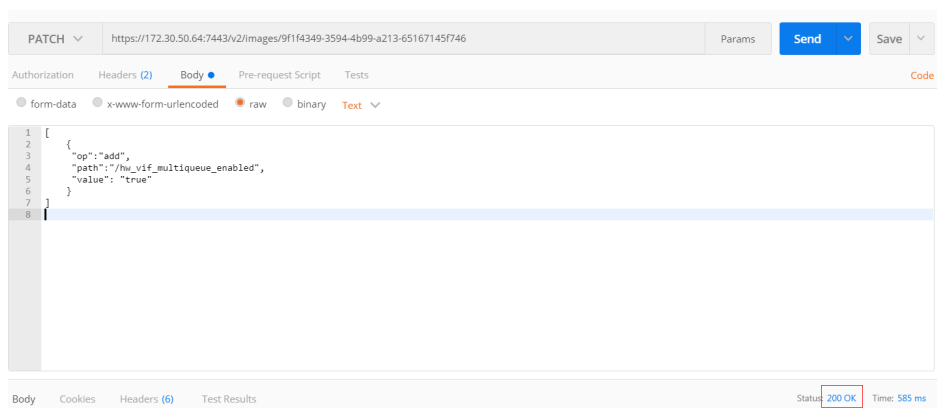 PATCH https://172.30.50.64:7443/v2/images/9f1f4349-3594-4b99-a213-65167145f746 Params Send Save
Authorization Headers (2) Body Pre-request Script Tests Code
form-data x-www-form-urlencoded raw binary Text
1 [
2 {
3 "op":"add",
4 "path":"/hw_vif_multiqueue_enabled",
5 "value": "true"
6 }
7 ]
8
Body Cookies Headers (6) Test Results Status 200 OK Time: 585 ms